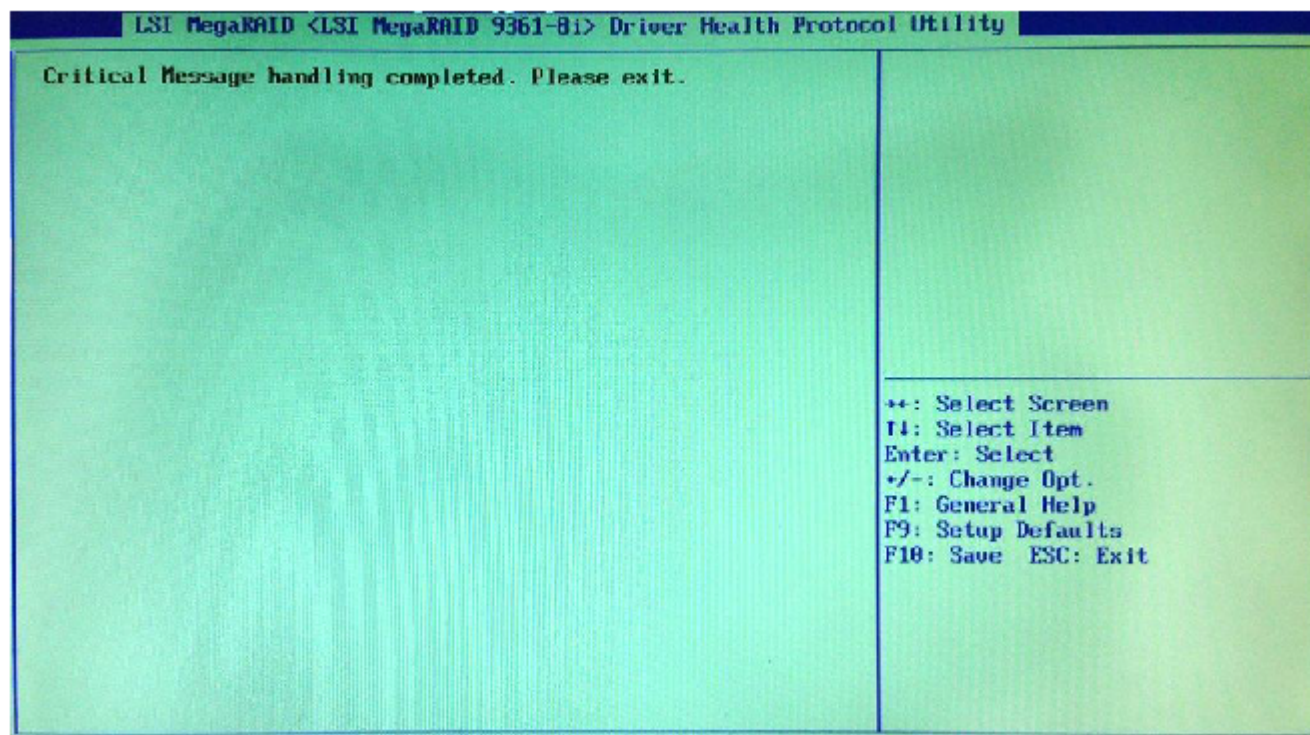 LSI MegaRAID <LSI MegaRAID 9361-8i> Driver Health Protocol Utility
Critical Message handling completed. Please exit.
→←: Select Screen
↑↓: Select Item
Enter: Select
+/-: Change Opt.
F1: General Help
F9: Setup Defaults
F10: Save ESC: Exit